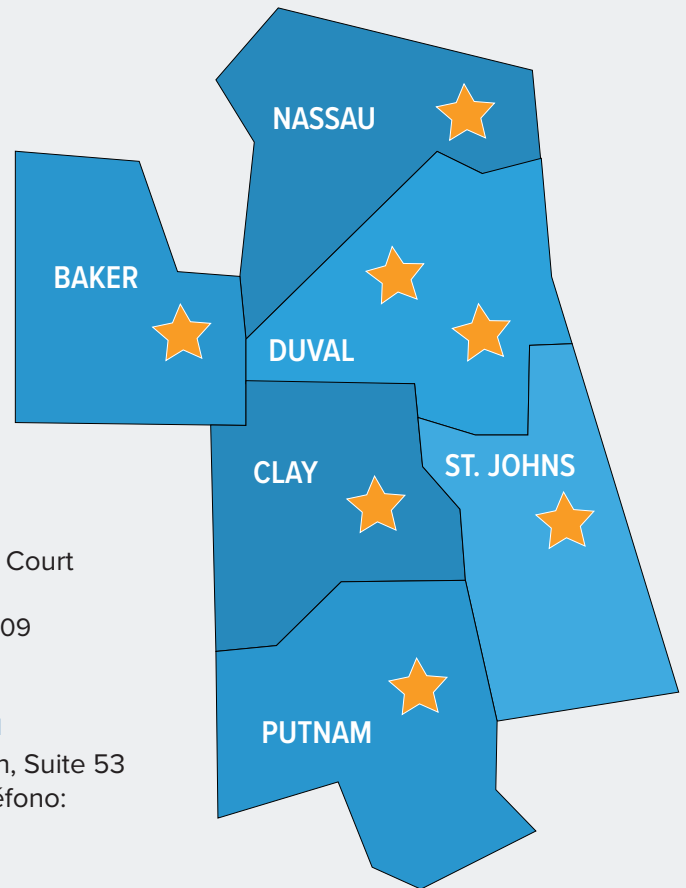 NASSAU
BAKER
DUVAL
CLAY
ST. JOHNS
Court
09
, Suite 53
éfono:
PUTNAM